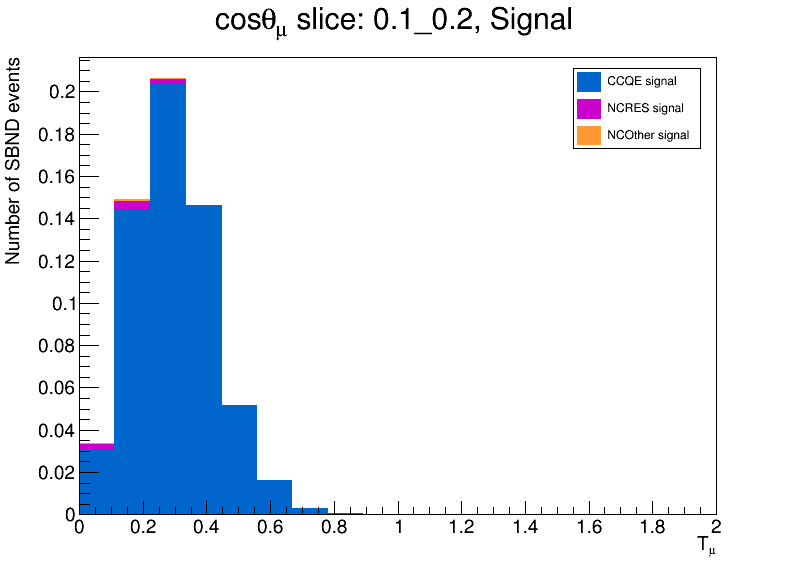 cosθμ slice: 0.1_0.2, Signal
Number of SBND events
CCQE signal
NCRES signal
NCOther signal
0.2
0.18
0.16
0.14
0.12
0.1
0.08
0.06
0.04
0.02
0
0 0.2 0.4 0.6 0.8 1 1.2 1.4 1.6 1.8 2
Tμ